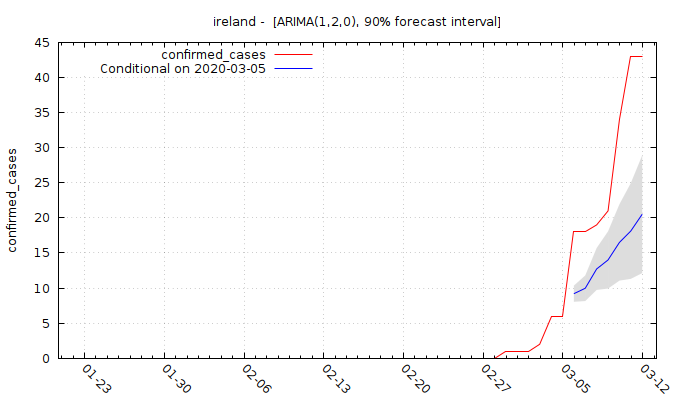 ireland -  [ARIMA(1,2,0), 90% forecast interval]
confirmed_cases
Conditional on 2020-03-05
confirmed_cases
45
40
35
30
25
20
15
10
5
0
01-23 01-30 02-06 02-13 02-20 02-27 03-05 03-12